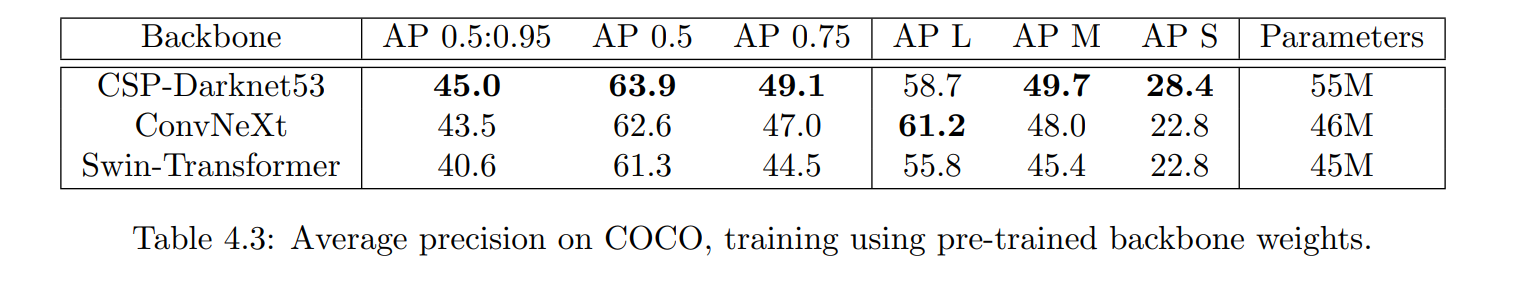 Backbone AP 0.5:0.95 AP 0.5 AP 0.75 AP L AP M AP S Parameters
CSP-Darknet53 45.0 63.9 49.1 58.7 49.7 28.4 55M
ConvNeXt 43.5 62.6 47.0 61.2 48.0 22.8 46M
Swin-Transformer 40.6 61.3 44.5 55.8 45.4 22.8 45M
Table 4.3: Average precision on COCO, training using pre-trained backbone weights.